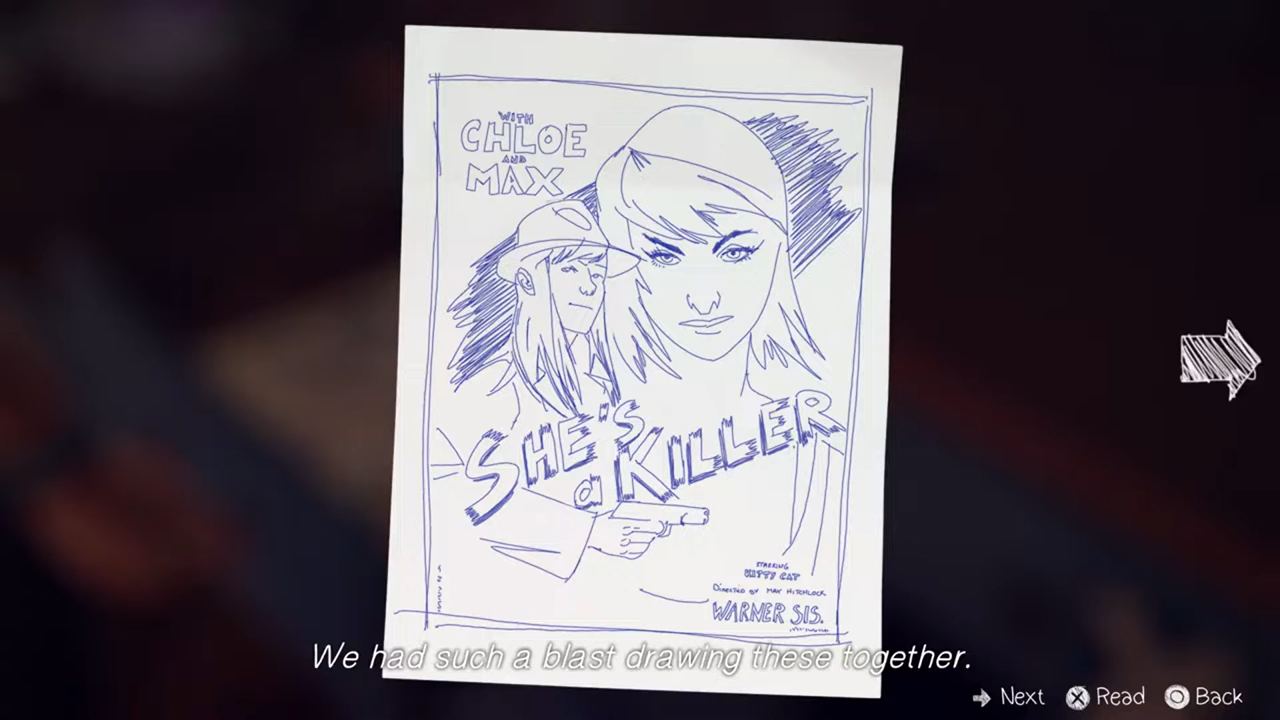 WITH
CHLOE
AND
MAX
SHE'S
a KILLER
STARRING
KITTY CAT
DIRECTED BY MAX HITCHLOCK
WARNER SIS.
We had such a blast drawing these together.
Next Read Back